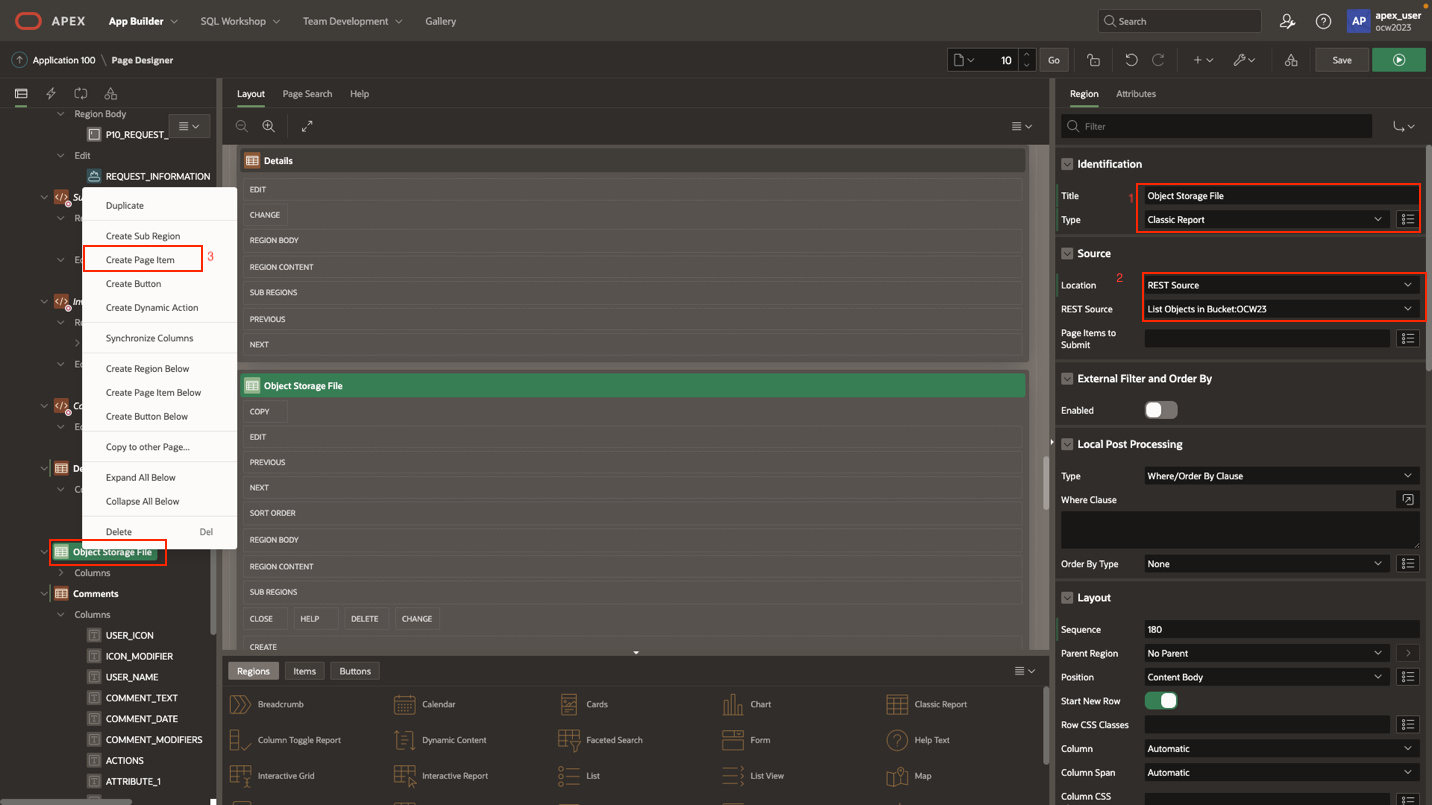 APEX
App Builder
SQL Workshop
Team Development
Gallery
Search
AP
apex_user
ocw2023
Application 100 \ Page Designer
10
Go
Save
Region Body
P10_REQUEST_
Edit
REQUEST_INFORMATION
Duplicate
Create Sub Region
Create Page Item
3
Create Button
Create Dynamic Action
Synchronize Columns
Create Region Below
Create Page Item Below
Create Button Below
Copy to other Page...
Expand All Below
Collapse All Below
Delete Del
Object Storage File
Columns
Comments
Columns
USER_ICON
ICON_MODIFIER
USER_NAME
COMMENT_TEXT
COMMENT_DATE
COMMENT_MODIFIERS
ACTIONS
ATTRIBUTE_1
Layout Page Search Help
Details
EDIT
CHANGE
REGION BODY
REGION CONTENT
SUB REGIONS
PREVIOUS
NEXT
Object Storage File
COPY
EDIT
PREVIOUS
NEXT
SORT ORDER
REGION BODY
REGION CONTENT
SUB REGIONS
CLOSE HELP DELETE CHANGE
CREATE
Regions Items Buttons
Breadcrumb Calendar Cards Chart Classic Report
Column Toggle Report Dynamic Content Faceted Search Form Help Text
Interactive Grid Interactive Report List List View Map
Region Attributes
Filter
Identification
Title 1 Object Storage File
Type Classic Report
Source
Location 2 REST Source
REST Source List Objects in Bucket:OCW23
Page Items to
Submit
External Filter and Order By
Enabled
Local Post Processing
Type Where/Order By Clause
Where Clause
Order By Type None
Layout
Sequence 180
Parent Region No Parent
Position Content Body
Start New Row
Row CSS Classes
Column Automatic
Column Span Automatic
Column CSS